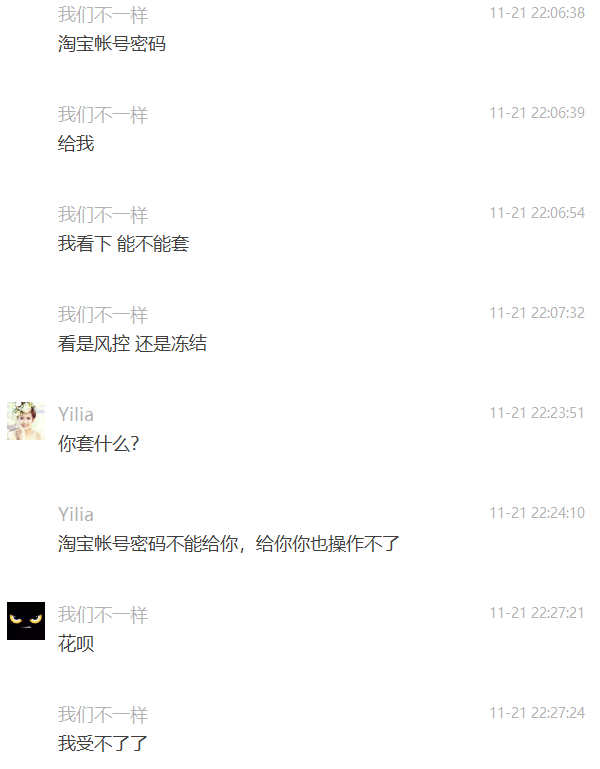 我们不一样 11-21 22:06:38
淘宝帐号密码
我们不一样 11-21 22:06:39
给我
我们不一样 11-21 22:06:54
我看下 能不能套
我们不一样 11-21 22:07:32
看是风控 还是冻结
Yilia 11-21 22:23:51
你套什么?
Yilia 11-21 22:24:10
淘宝帐号密码不能给你，给你你也操作不了
我们不一样 11-21 22:27:21
花呗
我们不一样 11-21 22:27:24
我受不了了